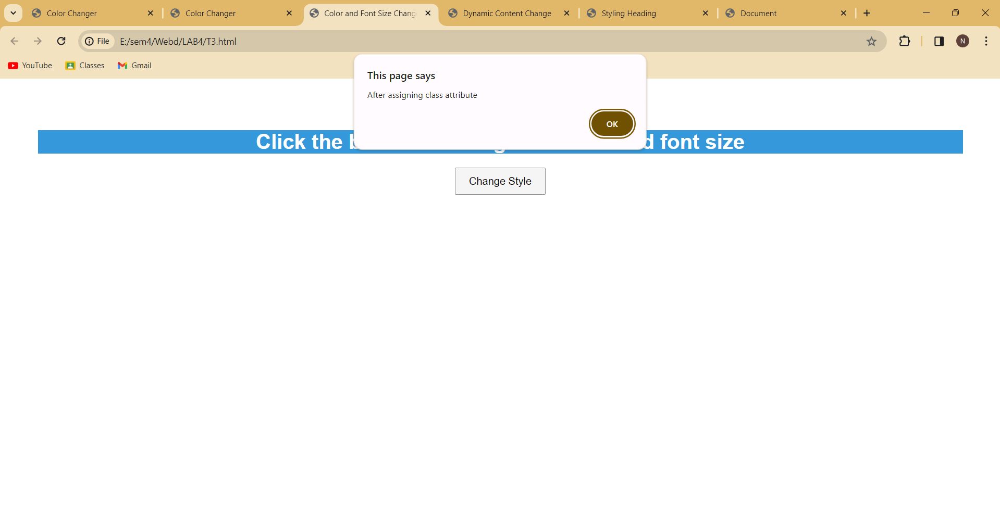 Color Changer
Color Changer
Color and Font Size Chang
Dynamic Content Change
Styling Heading
Document
File E:/sem4/Webd/LAB4/T3.html
N
YouTube
Classes
Gmail
This page says
After assigning class attribute
OK
Click the
font size
Change Style